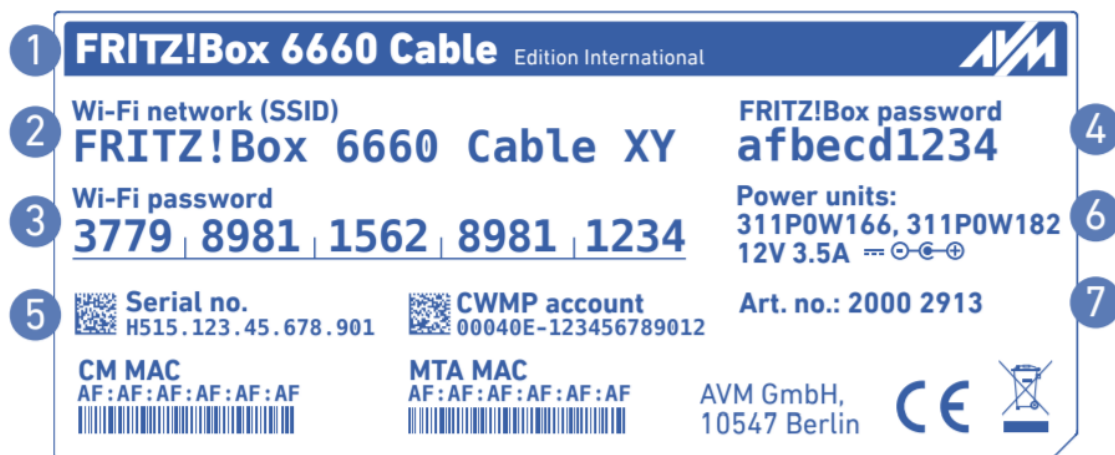 1 FRITZ!Box 6660 Cable Edition International AVM
Wi-Fi network (SSID)
2 FRITZ!Box 6660 Cable XY
FRITZ!Box password
afbecd1234 4
Wi-Fi password
3 3779 8981 1562 8981 1234
Power units:
311P0W166, 311P0W182 6
12V 3.5A
5 Serial no.
H515.123.45.678.901
CWMP account
00040E-123456789012
Art. no.: 2000 2913 7
CM MAC
AF:AF:AF:AF:AF:AF
MTA MAC
AF:AF:AF:AF:AF:AF
AVM GmbH,
10547 Berlin
CE